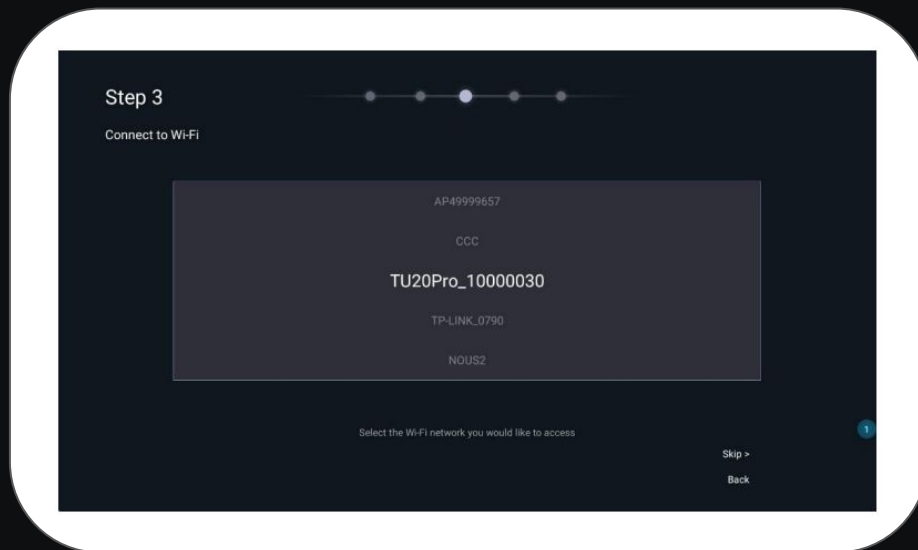 Step 3
Connect to Wi-Fi
AP49999657
CCC
TU20Pro_10000030
TP-LINK_0790
NOUS2
Select the Wi-Fi network you would like to access
1
Skip >
Back